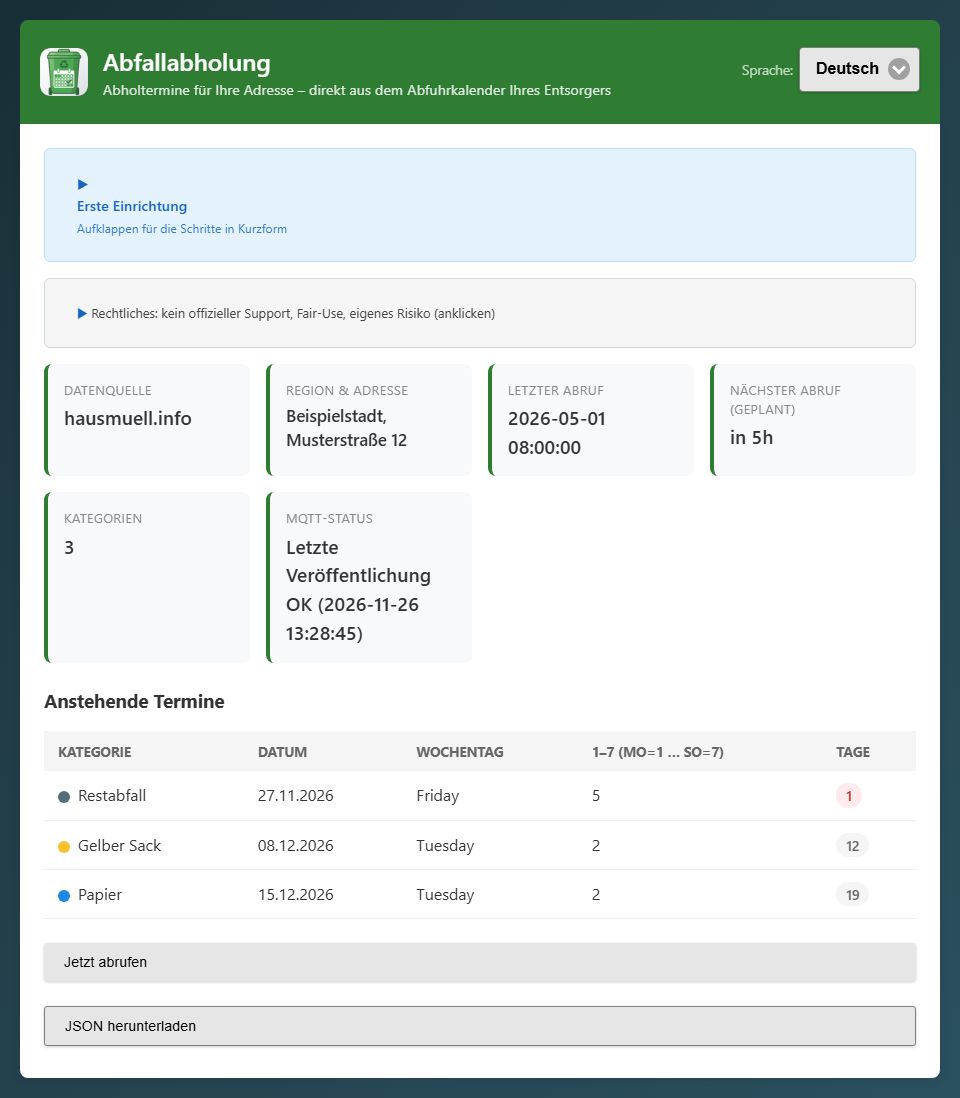 Abfallabholung
Abholtermine für Ihre Adresse – direkt aus dem Abfuhrkalender Ihres Entsorgers
Sprache:
Deutsch
▶
Erste Einrichtung
Aufklappen für die Schritte in Kurzform
▶ Rechtliches: kein offizieller Support, Fair-Use, eigenes Risiko (anklicken)
DATENQUELLE
hausmuell.info
REGION & ADRESSE
Beispielstadt,
Musterstraße 12
LETZTER ABRUF
2026-05-01
08:00:00
NÄCHSTER ABRUF
(GEPLANT)
in 5h
KATEGORIEN
3
MQTT-STATUS
Letzte
Veröffentlichung
OK (2026-11-26
13:28:45)
Anstehende Termine
KATEGORIE DATUM WOCHENTAG 1–7 (MO=1 … SO=7) TAGE
Restabfall 27.11.2026 Friday 5 1
Gelber Sack 08.12.2026 Tuesday 2 12
Papier 15.12.2026 Tuesday 2 19
Jetzt abrufen
JSON herunterladen